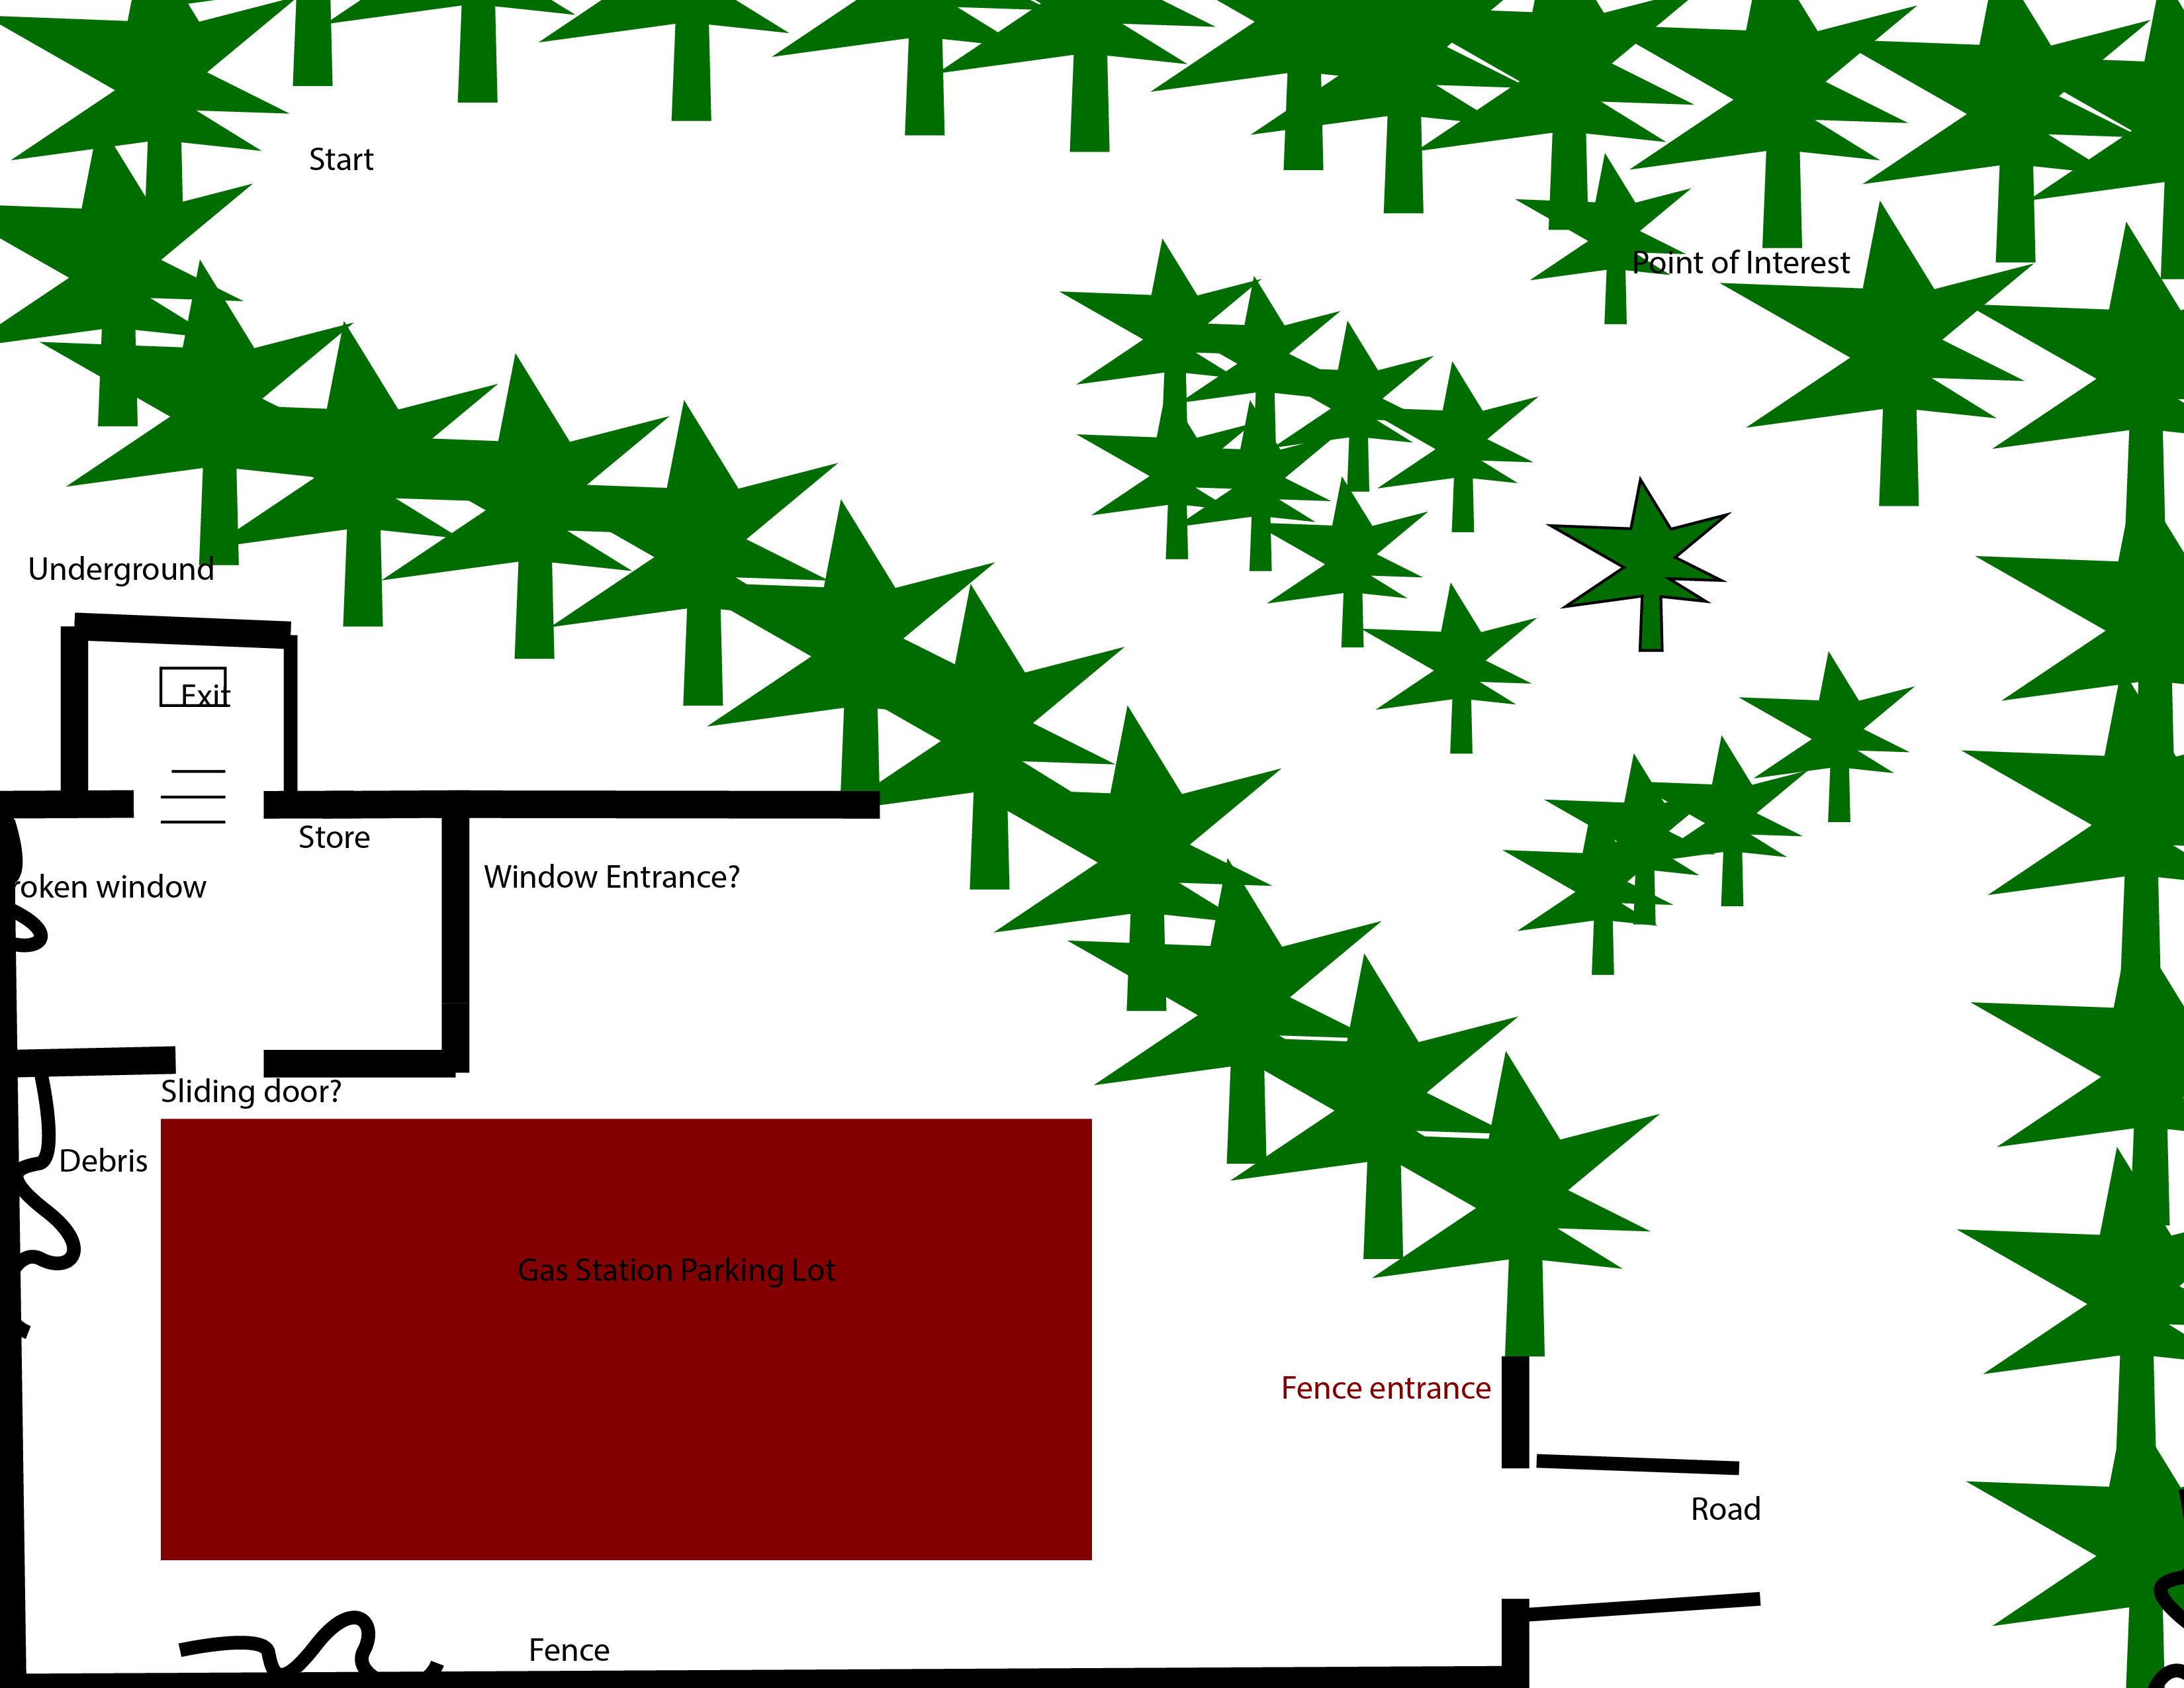 Start
Point of Interest
Underground
Exit
Store
Window Entrance?
roken window
Sliding door?
Debris
Gas Station Parking Lot
Fence entrance
Road
Fence